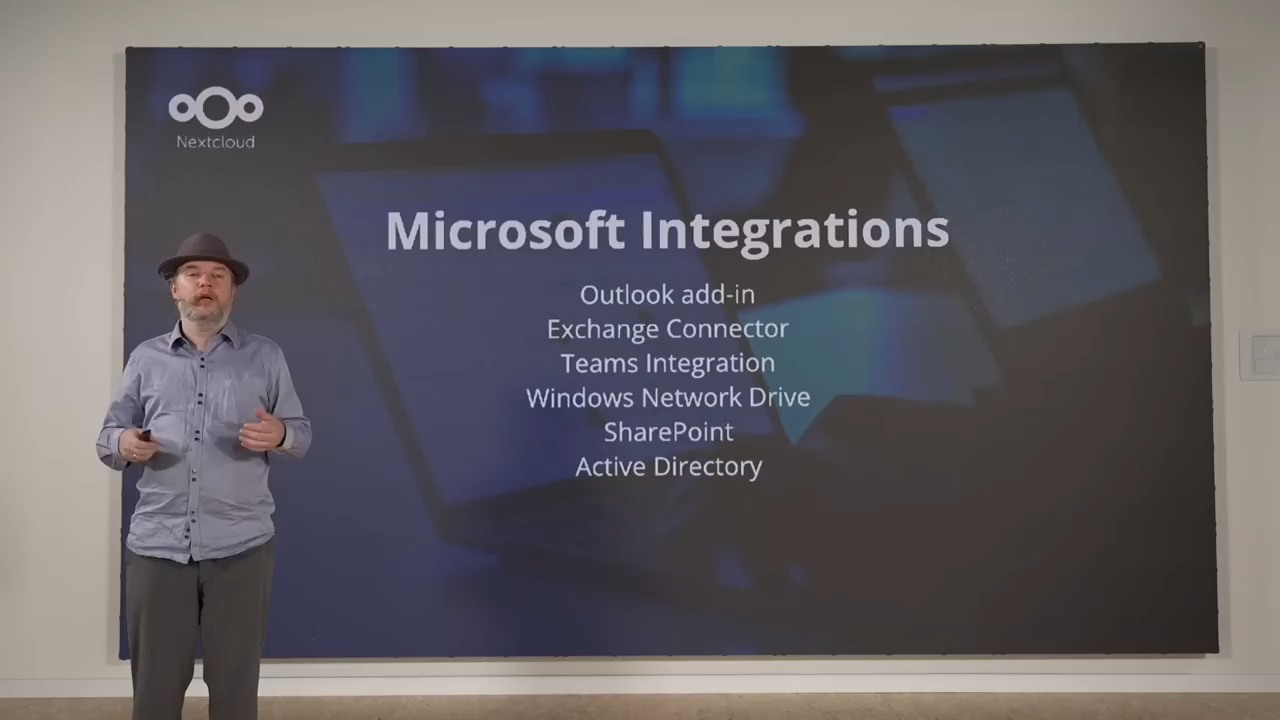 Nextcloud
Microsoft Integrations
Outlook add-in
Exchange Connector
Teams Integration
Windows Network Drive
SharePoint
Active Directory